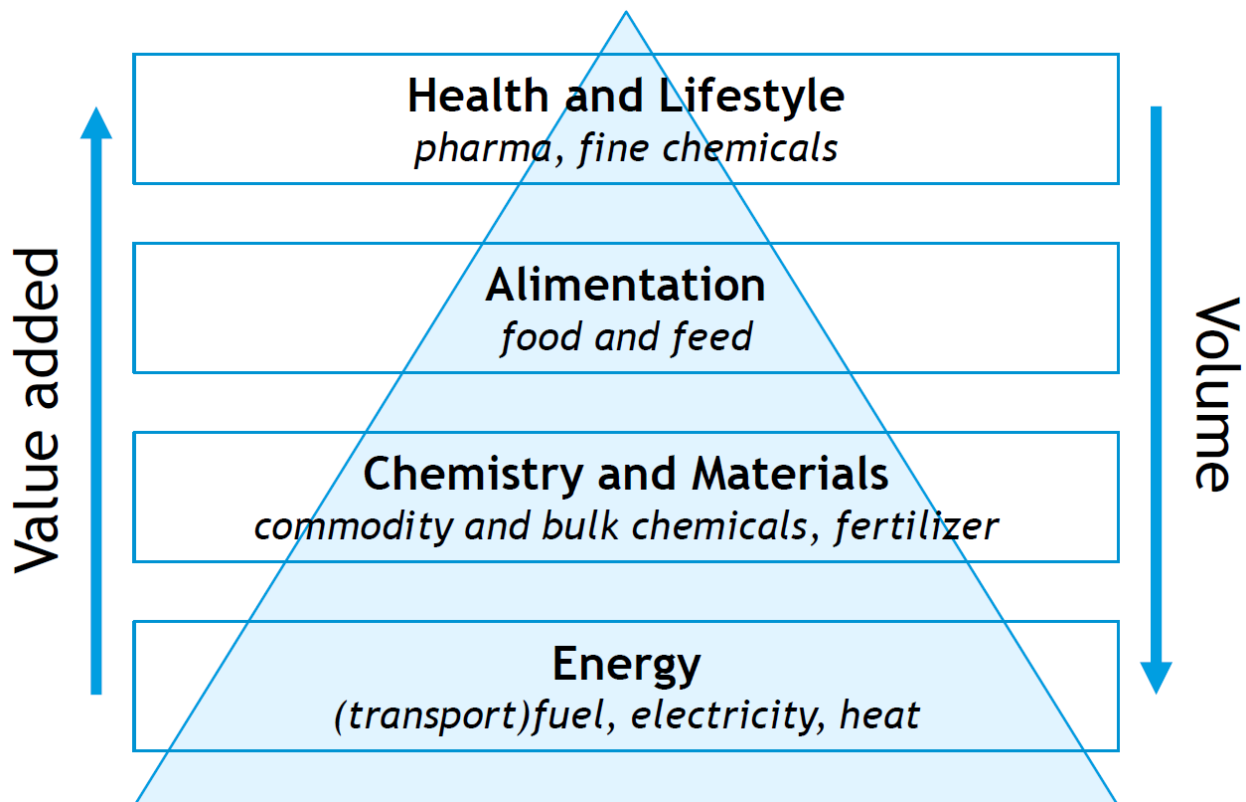 Health and Lifestyle
pharma, fine chemicals
Alimentation
food and feed
Chemistry and Materials
commodity and bulk chemicals, fertilizer
Energy
(transport)fuel, electricity, heat
Value added
Volume